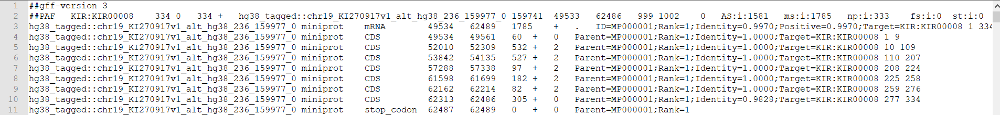 1 ##gff-version 3
2 ##PAF KIR:KIR00008 334 0 334 + hg38_tagged::chr19_KI270917v1_alt_hg38_236_159977_0 159741 49533 62486 999 1002 0 AS:i:1581 ms:i:1785 np:i:333 fs:i:0 st:i:0
3 hg38_tagged::chr19_KI270917v1_alt_hg38_236_159977_0 miniprot mRNA 49534 62489 1785 + . ID=MP000001;Rank=1;Identity=0.9970;Positive=0.9970;Target=KIR:KIR00008 1 334
4 hg38_tagged::chr19_KI270917v1_alt_hg38_236_159977_0 miniprot CDS 49534 49561 60 + 0 Parent=MP000001;Rank=1;Identity=1.0000;Target=KIR:KIR00008 1 9
5 hg38_tagged::chr19_KI270917v1_alt_hg38_236_159977_0 miniprot CDS 52010 52309 532 + 2 Parent=MP000001;Rank=1;Identity=1.0000;Target=KIR:KIR00008 10 109
6 hg38_tagged::chr19_KI270917v1_alt_hg38_236_159977_0 miniprot CDS 53842 54135 527 + 2 Parent=MP000001;Rank=1;Identity=1.0000;Target=KIR:KIR00008 110 207
7 hg38_tagged::chr19_KI270917v1_alt_hg38_236_159977_0 miniprot CDS 57288 57338 97 + 2 Parent=MP000001;Rank=1;Identity=1.0000;Target=KIR:KIR00008 208 224
8 hg38_tagged::chr19_KI270917v1_alt_hg38_236_159977_0 miniprot CDS 61598 61699 182 + 2 Parent=MP000001;Rank=1;Identity=1.0000;Target=KIR:KIR00008 225 258
9 hg38_tagged::chr19_KI270917v1_alt_hg38_236_159977_0 miniprot CDS 62162 62214 82 + 2 Parent=MP000001;Rank=1;Identity=1.0000;Target=KIR:KIR00008 259 276
10 hg38_tagged::chr19_KI270917v1_alt_hg38_236_159977_0 miniprot CDS 62313 62486 305 + 0 Parent=MP000001;Rank=1;Identity=0.9828;Target=KIR:KIR00008 277 334
11 hg38_tagged::chr19_KI270917v1_alt_hg38_236_159977_0 miniprot stop_codon 62487 62489 0 + 0 Parent=MP000001;Rank=1